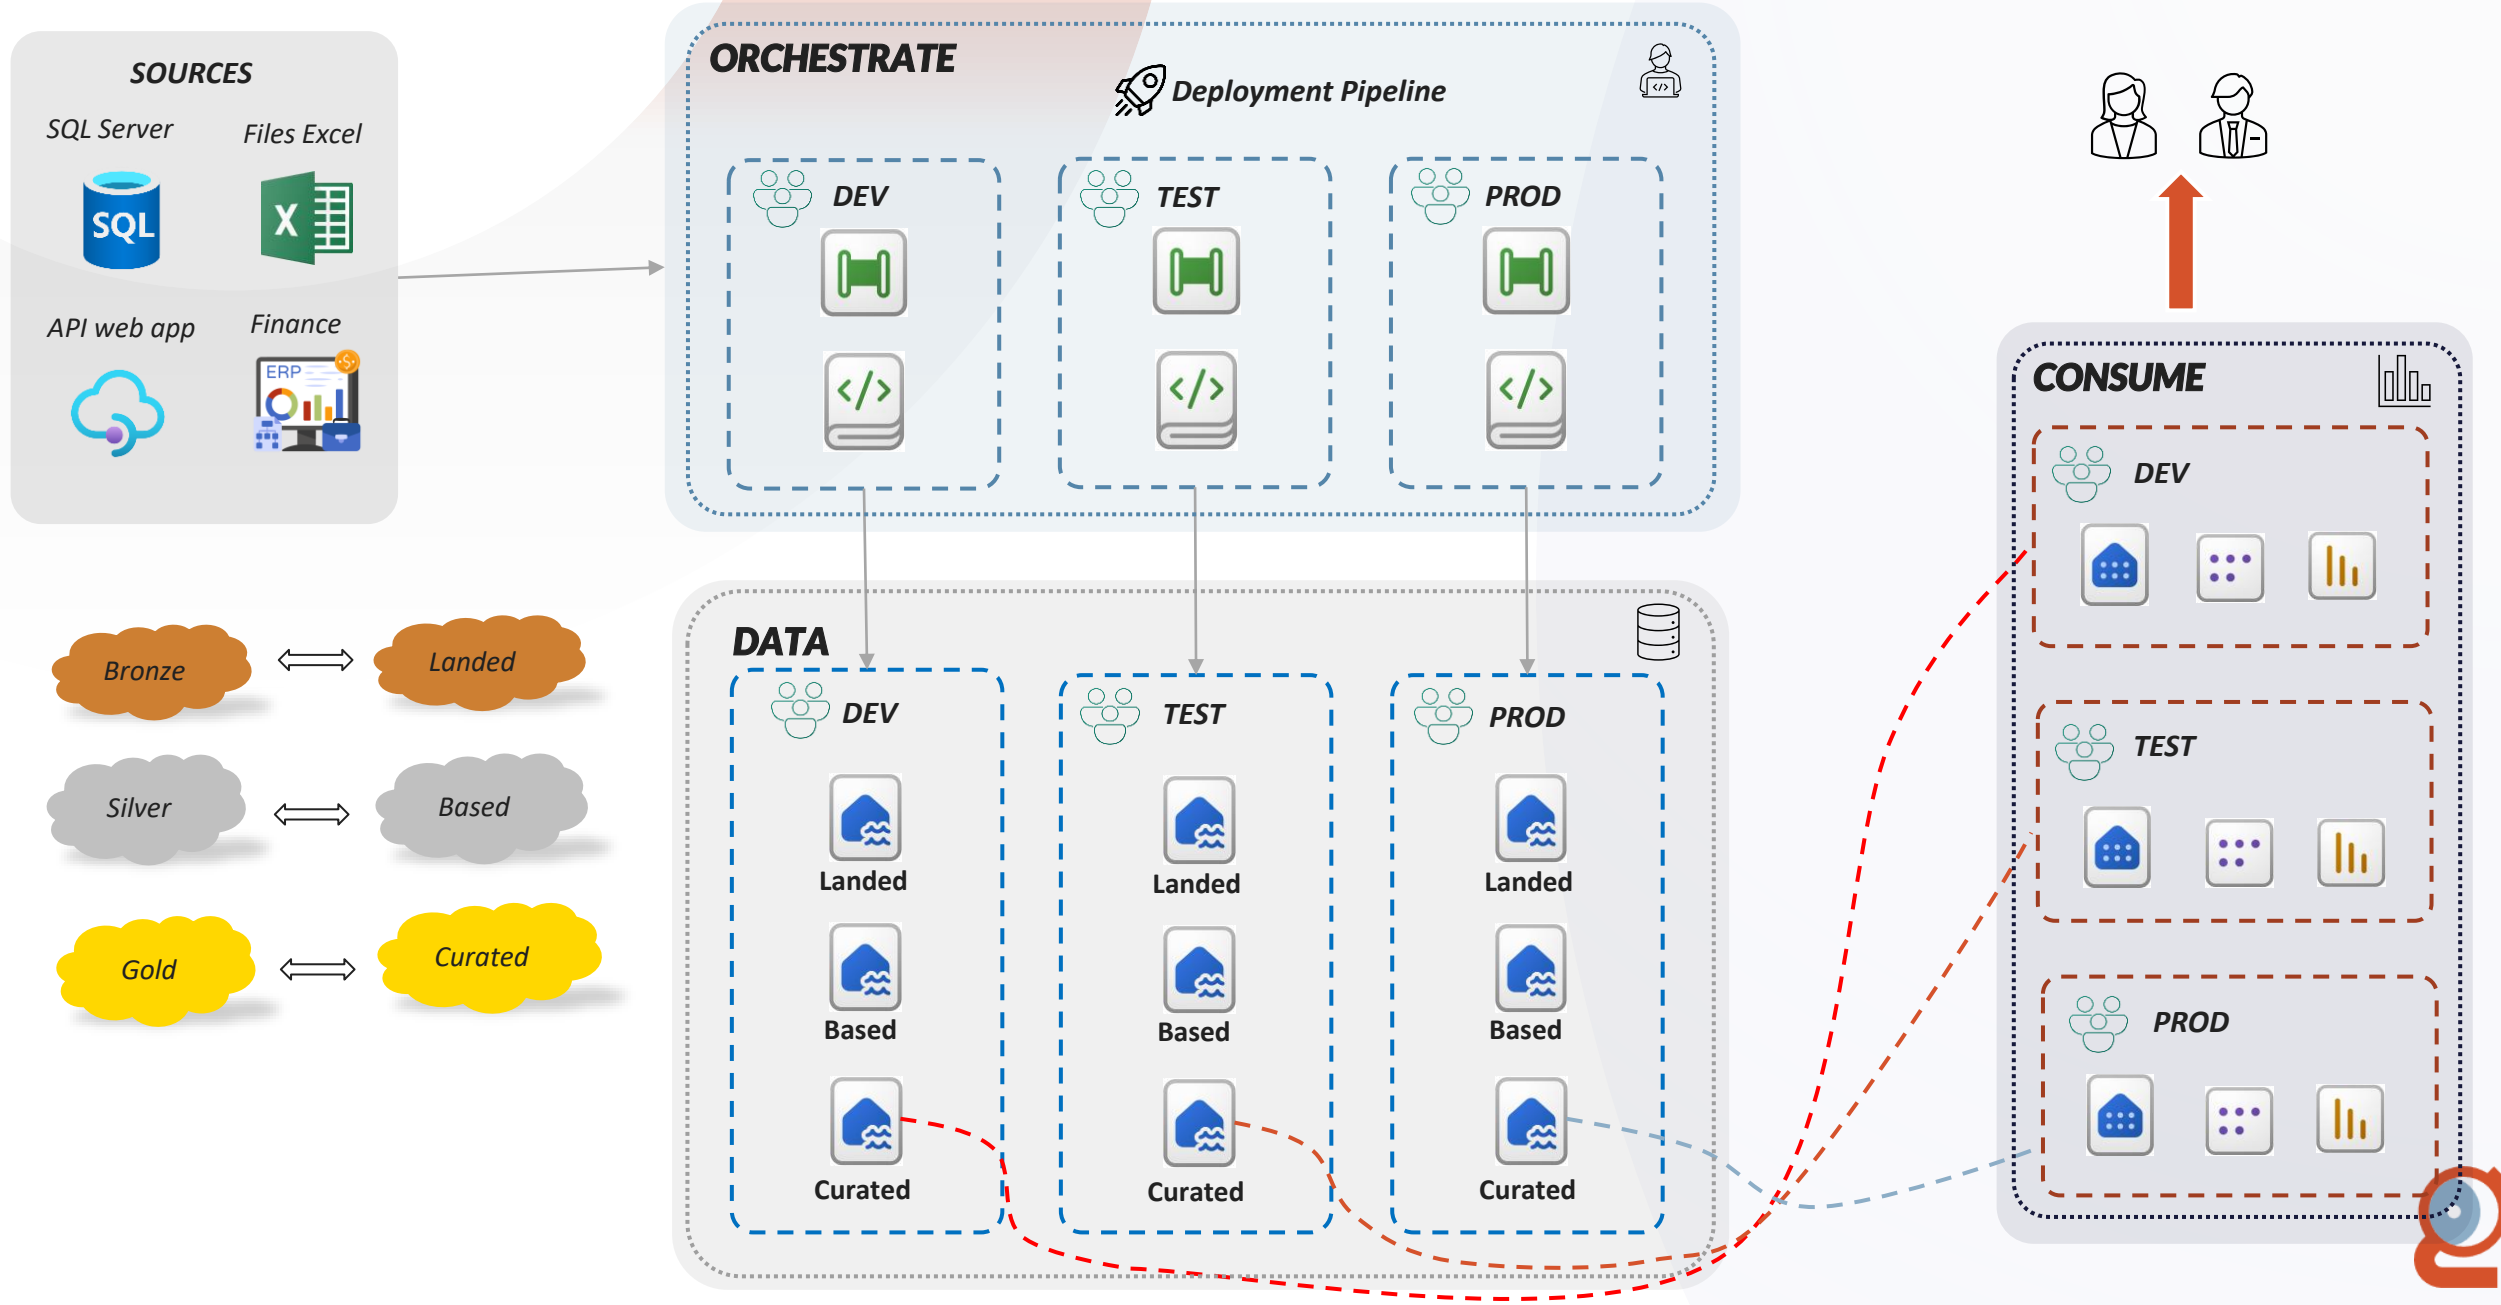 SOURCES
SQL Server
Files Excel
SQL
X
API web app
Finance
ERP
$
ORCHESTRATE
Deployment Pipeline
</>
DEV
TEST
PROD
</>
</>
</>
Bronze
Landed
Silver
Based
Gold
Curated
DATA
DEV
TEST
PROD
Landed
Landed
Landed
Based
Based
Based
Curated
Curated
Curated
CONSUME
DEV
TEST
PROD